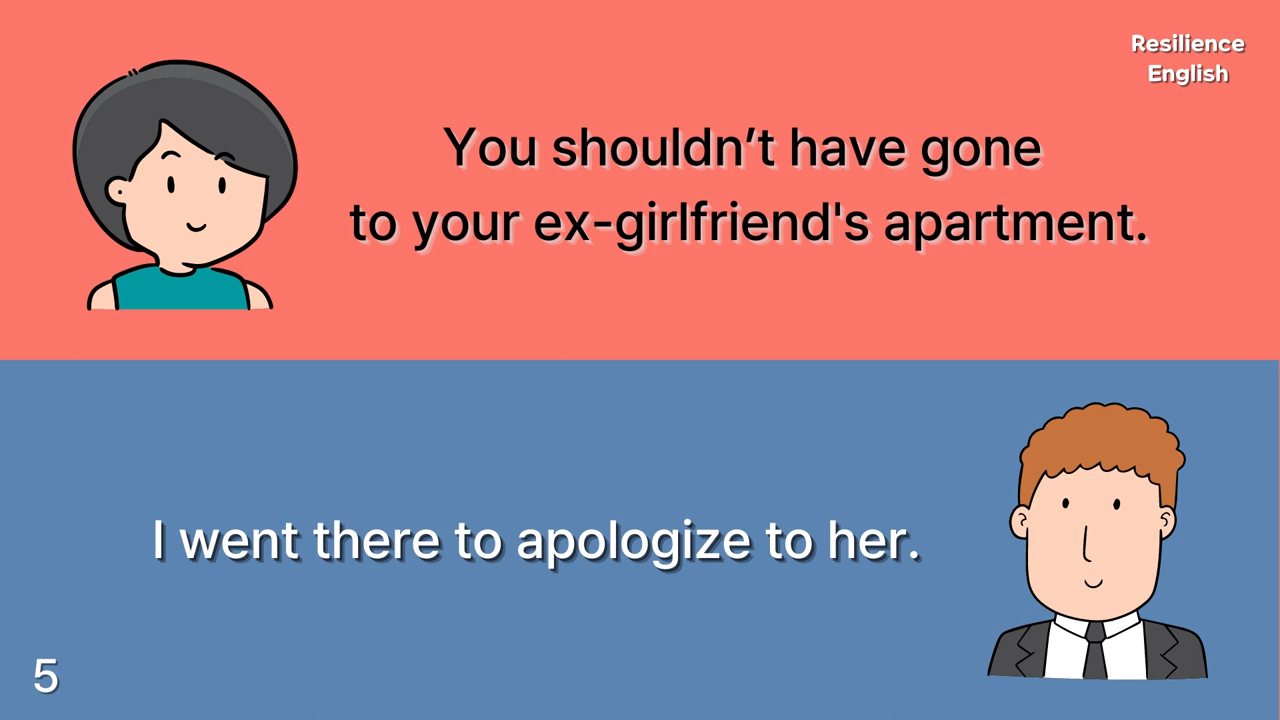 Resilience
English
You shouldn’t have gone
to your ex-girlfriend's apartment.
I went there to apologize to her.
5